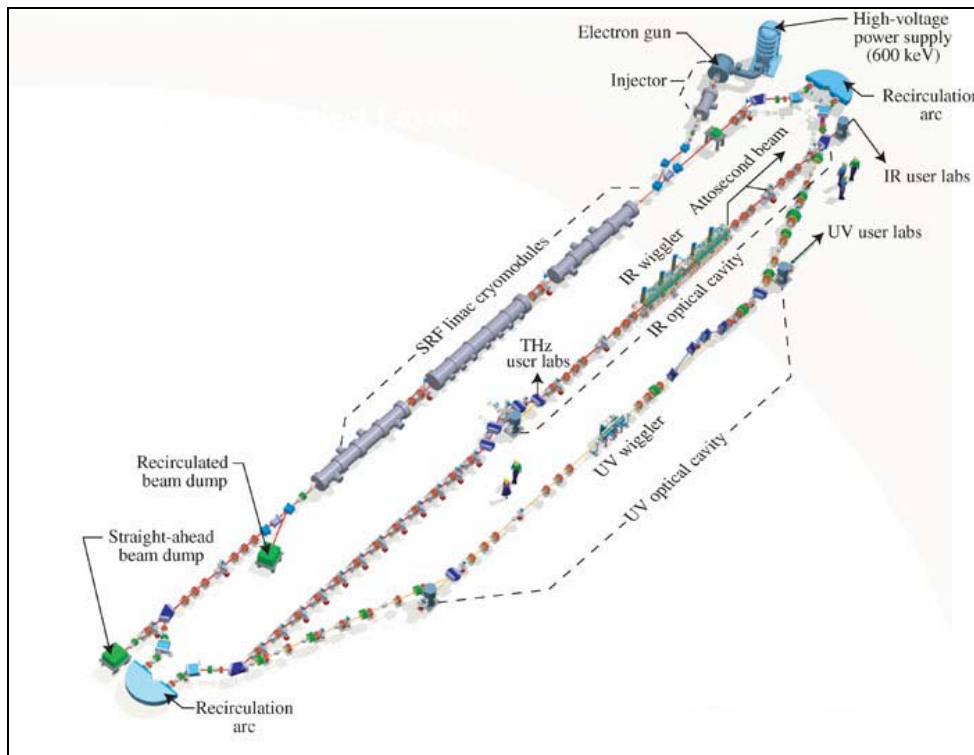 High-voltage
power supply
(600 keV)
Electron gun
Injector
Recirculation
arc
IR user labs
Attosecond beam
UV user labs
IR wiggler
SRF linac cryomodules
IR optical cavity
THz
user labs
UV wiggler
UV optical cavity
Recirculated
beam dump
Straight-ahead
beam dump
Recirculation
arc